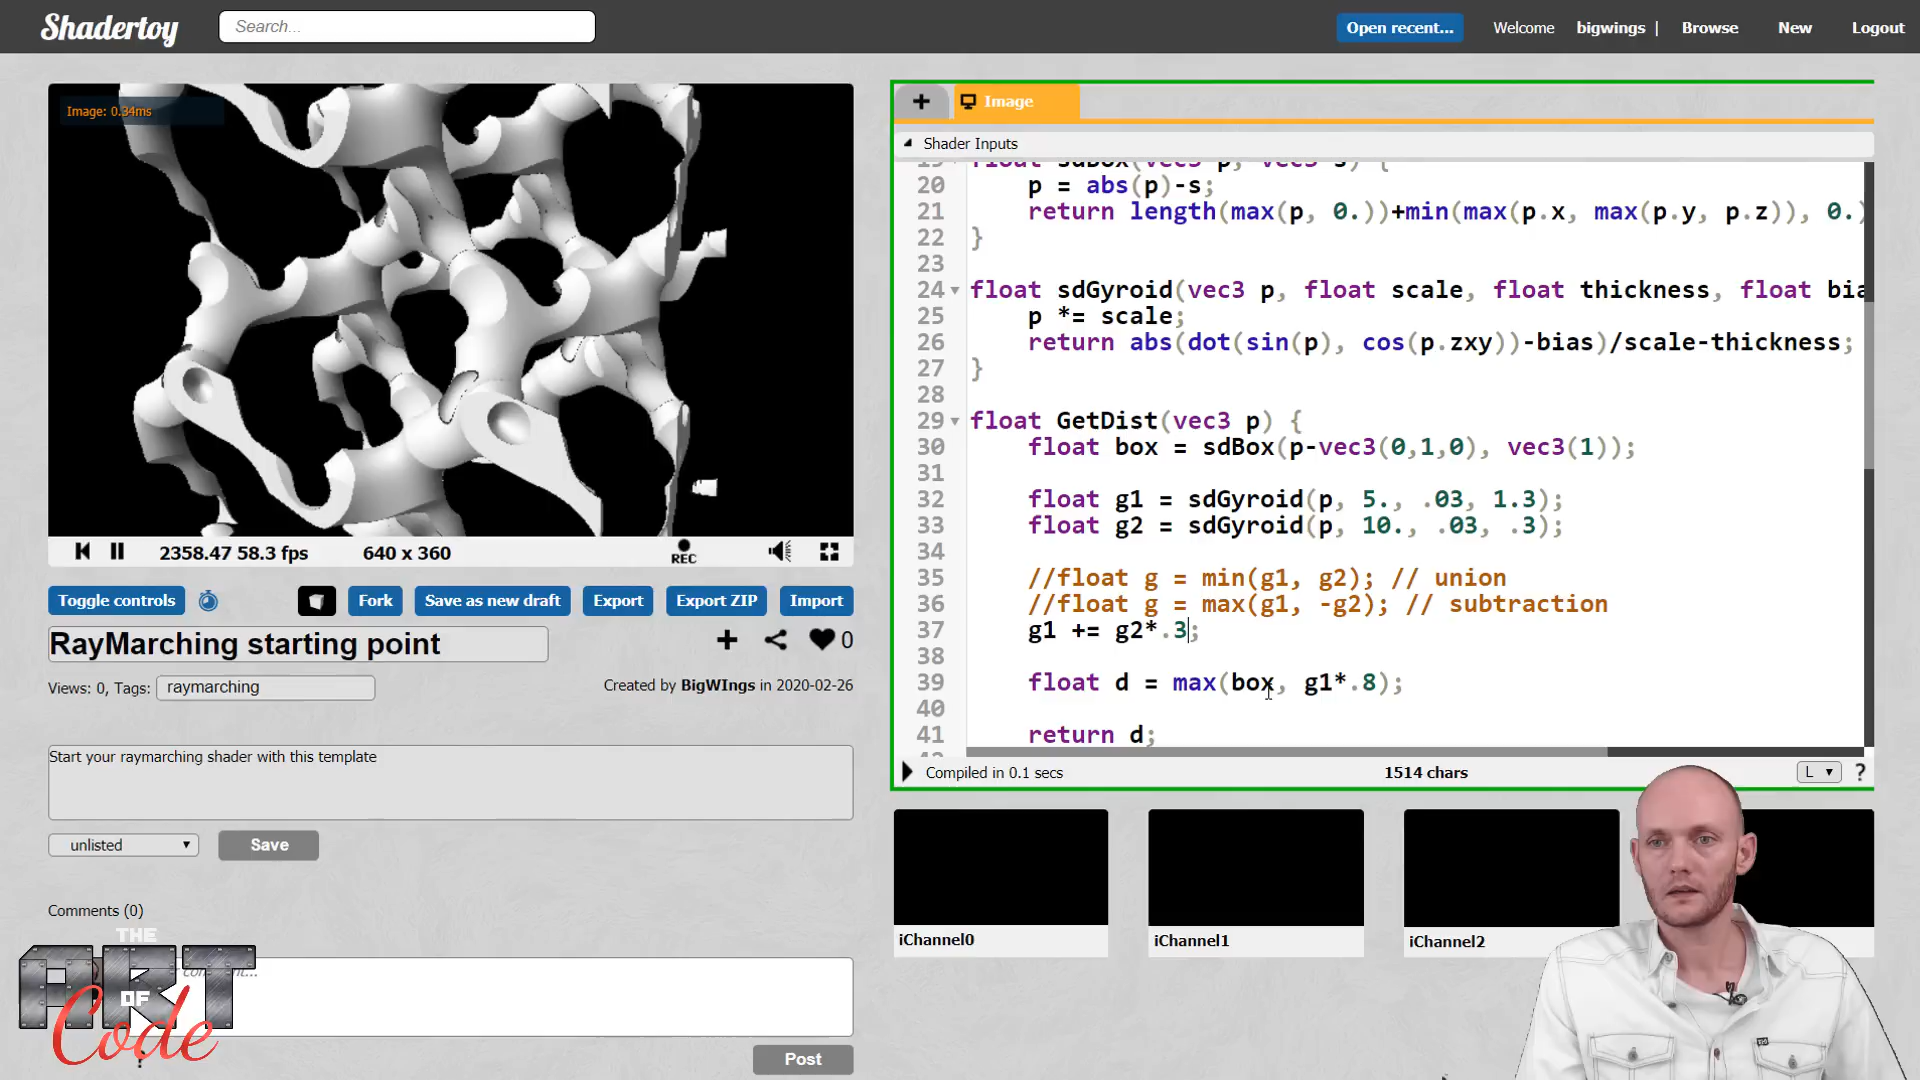 Shadertoy
Search...
Open recent...
Welcome bigwings |
Browse
New
Logout
Image: 0.34ms
2358.47 58.3 fps
640 x 360
REC
Toggle controls
Fork
Save as new draft
Export
Export ZIP
Import
RayMarching starting point
0
Views: 0, Tags: raymarching
Created by BigWIngs in 2020-02-26
Start your raymarching shader with this template
unlisted
Save
Comments (0)
Post
THE
ART
OF
Code
+
Image
Shader Inputs
float sdBox(vec3 p, vec3 s) {
20 p = abs(p)-s;
21 return length(max(p, 0.))+min(max(p.x, max(p.y, p.z)), 0.)
22 }
23
24 float sdGyroid(vec3 p, float scale, float thickness, float bia
25 p *= scale;
26 return abs(dot(sin(p), cos(p.zxy))-bias)/scale-thickness;
27 }
28
29 float GetDist(vec3 p) {
30 float box = sdBox(p-vec3(0,1,0), vec3(1));
31
32 float g1 = sdGyroid(p, 5., .03, 1.3);
33 float g2 = sdGyroid(p, 10., .03, .3);
34
35 //float g = min(g1, g2); // union
36 //float g = max(g1, -g2); // subtraction
37 g1 += g2*.3;
38
39 float d = max(box, g1*.8);
40
41 return d;
Compiled in 0.1 secs
1514 chars
L
?
iChannel0
iChannel1
iChannel2